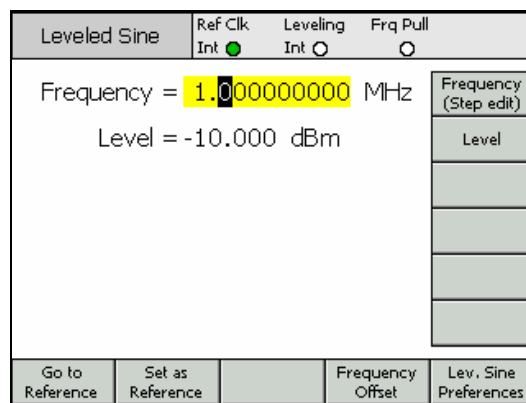 Leveled Sine
Ref Clk Leveling Frq Pull
Int Int
Frequency = 1.000000000 MHz
Level = -10.000 dBm
Frequency
(Step edit)
Level
Go to
Reference
Set as
Reference
Frequency
Offset
Lev. Sine
Preferences